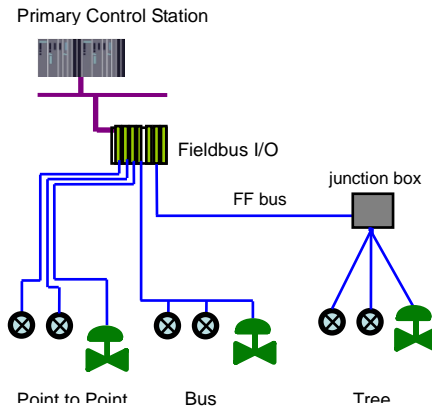 Primary Control Station
Fieldbus I/O
junction box
FF bus
Point to Point
Bus
Tree